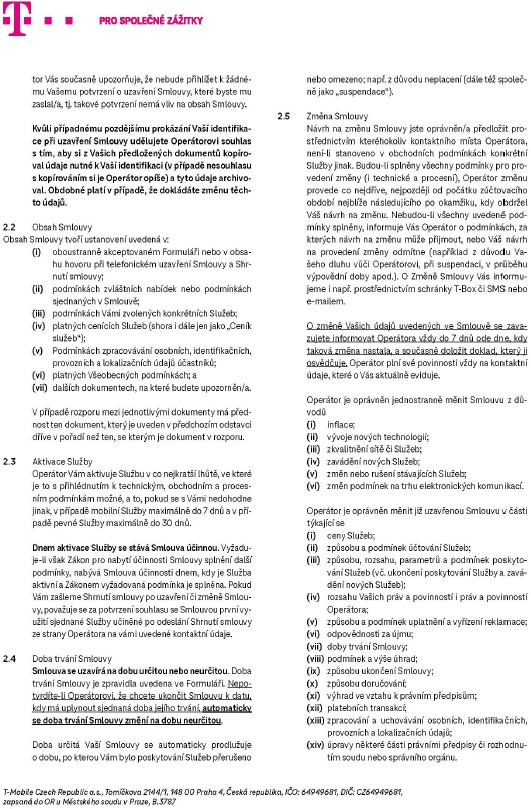 T PRO SPOLEČNÉ ZÁŽITKY
tor Vás současně upozorňuje, že nebude přihlížet k žádné-
mu Vašemu potvrzení o uzavření Smlouvy, které byste mu
zaslal/a, tj. takové potvrzení nemá vliv na obsah Smlouvy.
Kvůli případnému pozdějšímu prokázání Vaší identifika-
ce při uzavření Smlouvy udělujete Operátorovi souhlas
s tím, aby si z Vašich předložených dokumentů kopíro-
val údaje nutné k Vaší identifikaci (v případě nesouhlasu
s kopírováním si je Operátor opíše) a tyto údaje archivo-
val. Obdobné platí v případě, že dokládáte změnu těch-
to údajů.
2.2 Obsah Smlouvy
Obsah Smlouvy tvoří ustanovení uvedená v:
(i) oboustranně akceptovaném Formuláři nebo v obsa-
hu hovoru při telefonickém uzavření Smlouvy a Shr-
nutí smlouvy;
(ii) podmínkách zvláštních nabídek nebo podmínkách
sjednaných v Smlouvě;
(iii) podmínkách Vámi zvolených konkrétních Služeb;
(iv) platných cenících Služeb (shora i dále jen jako „Ceník
služeb“);
(v) Podmínkách zpracovávání osobních, identifikačních,
provozních a lokalizačních údajů účastníků;
(vi) platných Všeobecných podmínkách; a
(vii) dalších dokumentech, na které budete upozorněn/a.
V případě rozporu mezi jednotlivými dokumenty má před-
nost ten dokument, který je uveden v předchozím odstavci
dříve v pořadí než ten, se kterým je dokument v rozporu.
2.3 Aktivace Služby
Operátor Vám aktivuje Službu v co nejkratší lhůtě, ve které
je to s přihlédnutím k technickým, obchodním a proces-
ním podmínkám možné, a to, pokud se s Vámi nedohodne
jinak, v případě mobilní Služby maximálně do 7 dnů a v pří-
padě pevné Služby maximálně do 30 dnů.
Dnem aktivace Služby se stává Smlouva účinnou. Vyžadu-
je-li však Zákon pro nabytí účinnosti Smlouvy splnění další
podmínky, nabývá Smlouva účinnosti dnem, kdy je Služba
aktivní a Zákonem vyžadovaná podmínka je splněna. Pokud
Vám zašleme Shrnutí smlouvy po uzavření či změně Smlou-
vy, považuje se za potvrzení souhlasu se Smlouvou první vy-
užití sjednané Služby učiněné po odeslání Shrnutí smlouvy
ze strany Operátora na vámi uvedené kontaktní údaje.
2.4 Doba trvání Smlouvy
Smlouva se uzavírá na dobu určitou nebo neurčitou. Doba
trvání Smlouvy je zpravidla uvedena ve Formuláři. Nepo-
tvrdíte-li Operátorovi, že chcete ukončit Smlouvu k datu,
kdy má uplynout sjednaná doba jejího trvání, automaticky
se doba trvání Smlouvy změní na dobu neurčitou.
Doba určitá Vaší Smlouvy se automaticky prodlužuje
o dobu, po kterou Vám bylo poskytování Služeb přerušeno
nebo omezeno; např. z důvodu neplacení (dále též společ-
ně jako „suspendace“).
2.5 Změna Smlouvy
Návrh na změnu Smlouvy jste oprávněn/a předložit pro-
střednictvím kteréhokoliv kontaktního místa Operátora,
není-li stanoveno v obchodních podmínkách konkrétní
Služby jinak. Budou-li splněny všechny podmínky pro pro-
vedení změny (i technické a procesní), Operátor změnu
provede co nejdříve, nejpozději od počátku zúčtovacího
období nejblíže následujícího po okamžiku, kdy obdržel
Váš návrh na změnu. Nebudou-li všechny uvedené pod-
mínky splněny, informuje Vás Operátor o podmínkách, za
kterých návrh na změnu může přijmout, nebo Váš návrh
na provedení změny odmítne (například z důvodu Va-
šeho dluhu vůči Operátorovi, při suspendaci, v průběhu
výpovědní doby apod.). O Změně Smlouvy Vás informu-
jeme i např. prostřednictvím schránky T-Box či SMS nebo
e-mailem.
O změně Vašich údajů uvedených ve Smlouvě se zava-
zujete informovat Operátora vždy do 7 dnů ode dne, kdy
taková změna nastala, a současně doložit doklad, který ji
osvědčuje. Operátor plní své povinnosti vždy na kontaktní
údaje, které o Vás aktuálně eviduje.
Operátor je oprávněn jednostranně měnit Smlouvu z dů-
vodů
(i) inflace;
(ii) vývoje nových technologií;
(iii) zkvalitnění sítě či Služeb;
(iv) zavádění nových Služeb;
(v) změn nebo rušení stávajících Služeb;
(vi) změn podmínek na trhu elektronických komunikací.
Operátor je oprávněn měnit již uzavřenou Smlouvu v části
týkající se
(i) ceny Služeb;
(ii) způsobu a podmínek účtování Služeb;
(iii) způsobu, rozsahu, parametrů a podmínek poskyto-
vání Služeb (vč. ukončení poskytování Služby a zavá-
dění nových Služeb);
(iv) rozsahu Vašich práv a povinností i práv a povinností
Operátora;
(v) způsobu a podmínek uplatnění a vyřízení reklamace;
(vi) odpovědnosti za újmu;
(vii) doby trvání Smlouvy;
(viii) podmínek a výše úhrad;
(ix) způsobu ukončení Smlouvy;
(x) způsobu doručování;
(xi) výhrad ve vztahu k právním předpisům;
(xii) platebních transakcí;
(xiii) zpracování a uchovávání osobních, identifikačních,
provozních a lokalizačních údajů;
(xiv) úpravy některé části právními předpisy či rozhod-
nutím soudu nebo správního orgánu.
T-Mobile Czech Republic a.s., Tomíčkova 2144/1, 148 00 Praha 4, Česká republika, IČO: 64949681, DIČ: CZ64949681,
zapsaná do OR u Městského soudu v Praze, B.3787